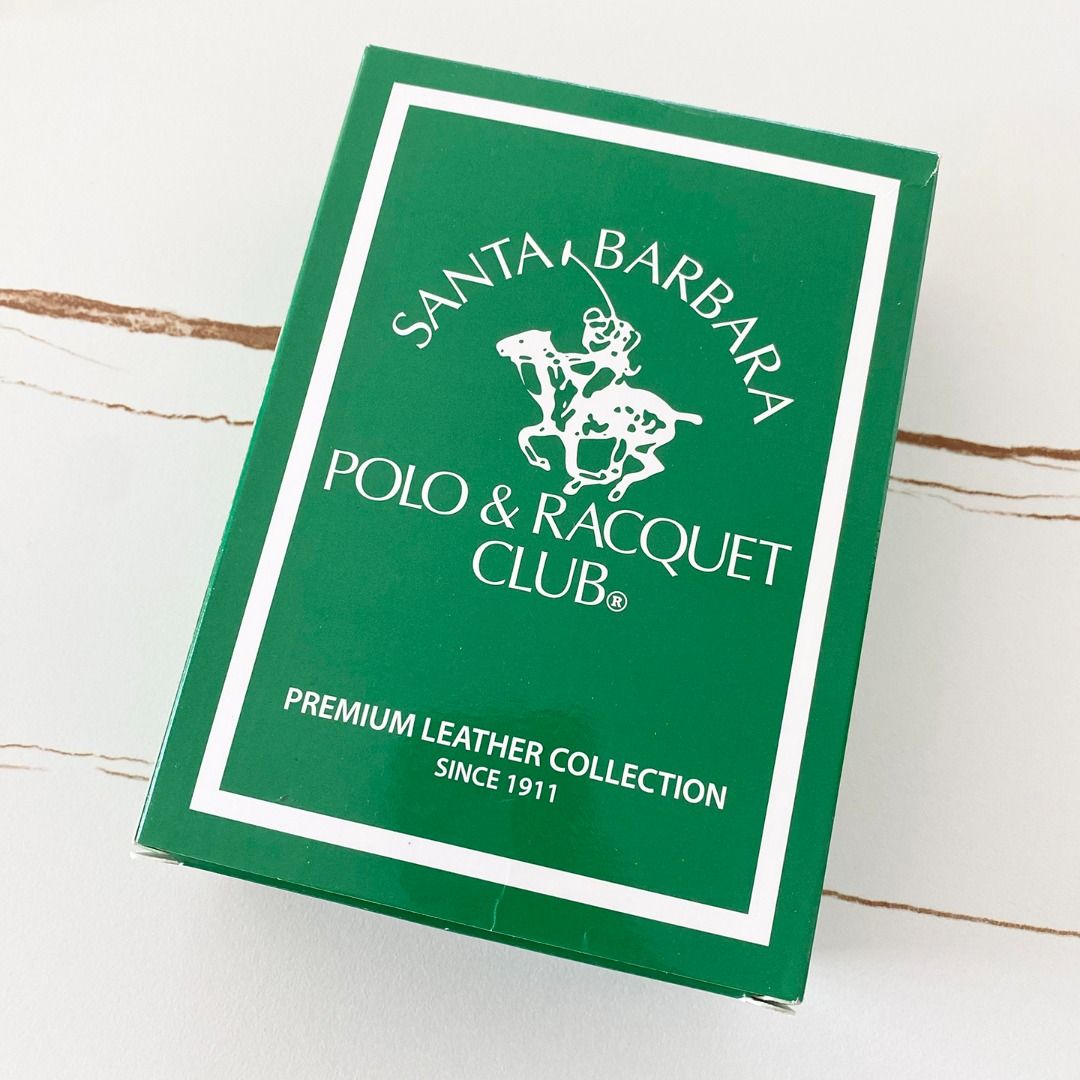 SANTA BARBARA
POLO & RACQUET
CLUB®
PREMIUM LEATHER COLLECTION
SINCE 1911